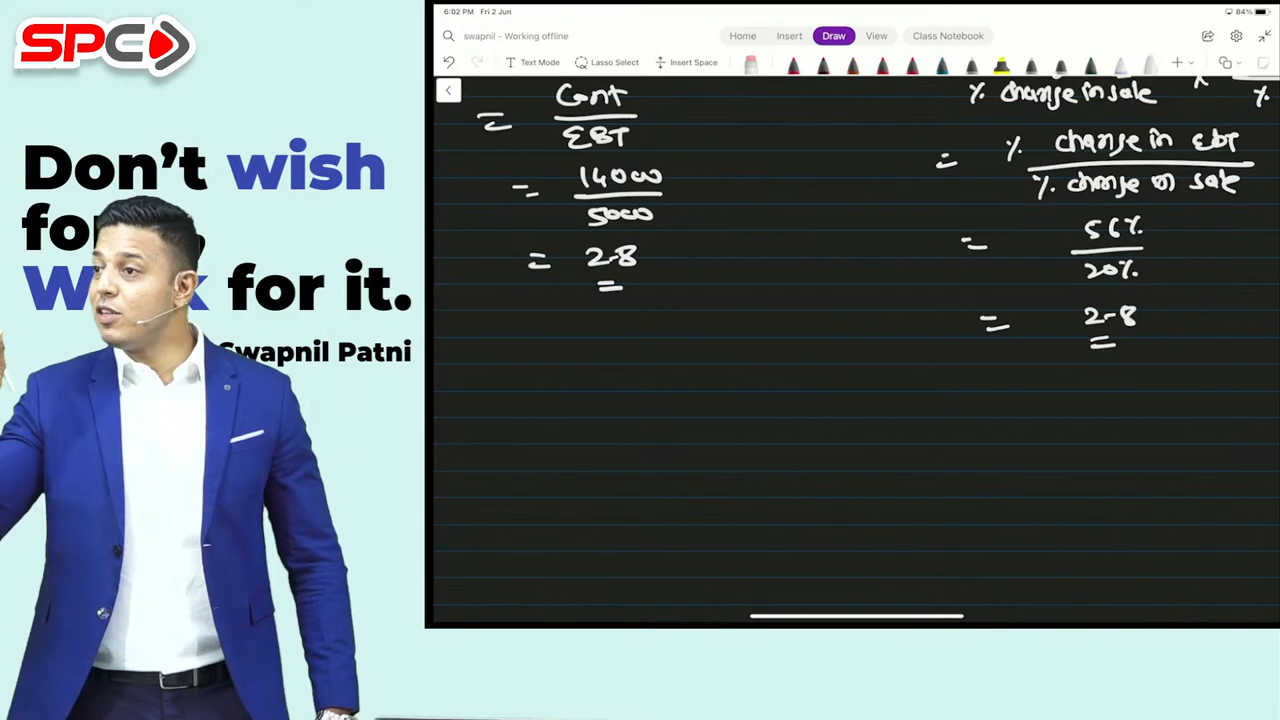 SPC
6:02 PM Fri 2 Jun
84%
swapnil - Working offline
Home Insert Draw View Class Notebook
Text Mode Lasso Select Insert Space
Don't wish
for
W k for it.
Swapnil Patni
= Cont
EBT
= 14000
5000
= 2.8
% change in sale x
%
= % change in Ebt
% change in sale
= 56%
20%
= 2.8